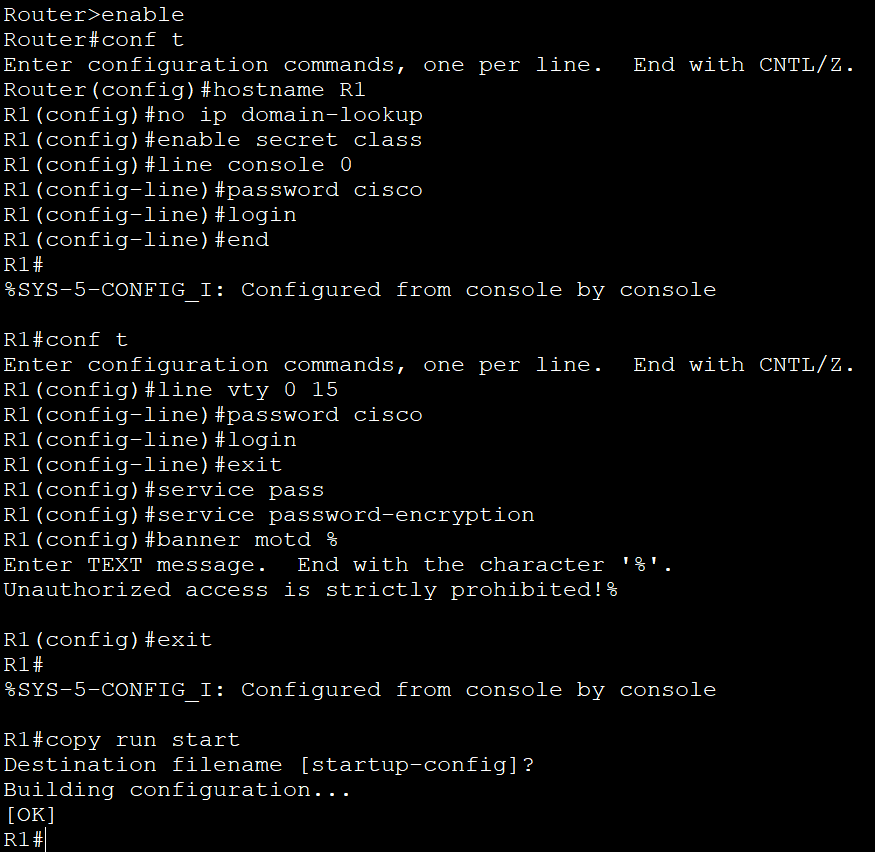 Router>enable
Router#conf t
Enter configuration commands, one per line.  End with CNTL/Z.
Router(config)#hostname R1
R1(config)#no ip domain-lookup
R1(config)#enable secret class
R1(config)#line console 0
R1(config-line)#password cisco
R1(config-line)#login
R1(config-line)#end
R1#
%SYS-5-CONFIG_I: Configured from console by console
R1#conf t
Enter configuration commands, one per line.  End with CNTL/Z.
R1(config)#line vty 0 15
R1(config-line)#password cisco
R1(config-line)#login
R1(config-line)#exit
R1(config)#service pass
R1(config)#service password-encryption
R1(config)#banner motd %
Enter TEXT message.  End with the character '%'.
Unauthorized access is strictly prohibited!%
R1(config)#exit
R1#
%SYS-5-CONFIG_I: Configured from console by console
R1#copy run start
Destination filename [startup-config]?
Building configuration...
[OK]
R1#